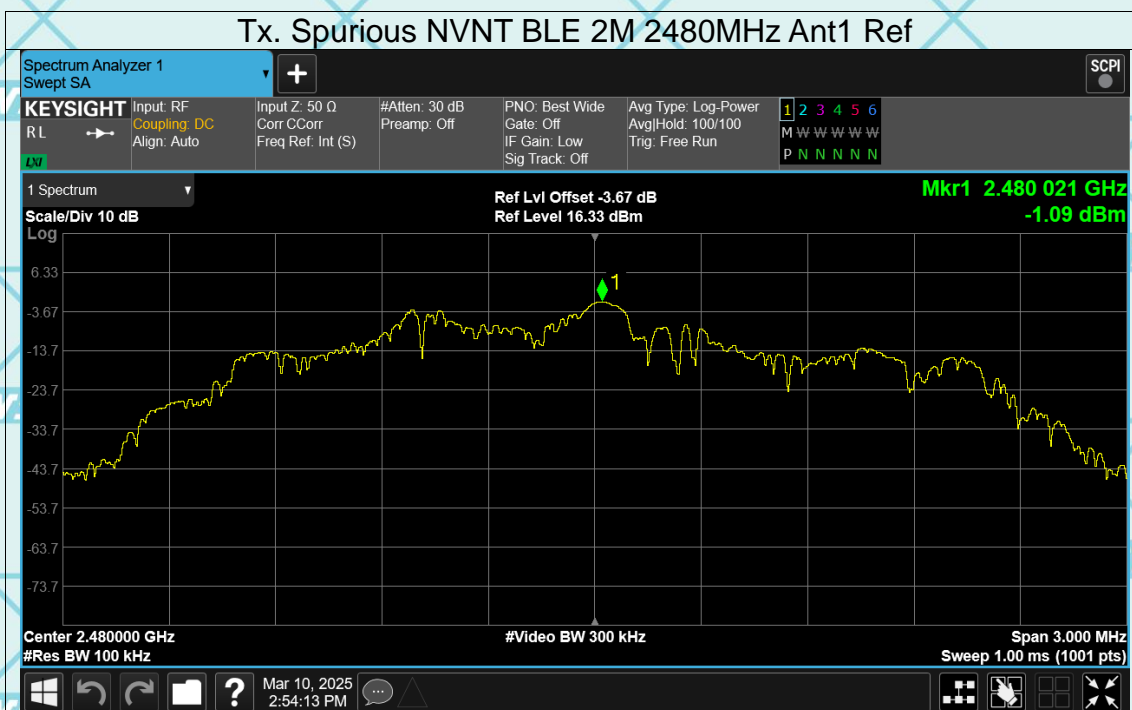 Tx. Spurious NVNT BLE 2M 2480MHz Ant1 Ref
Spectrum Analyzer 1
Swept SA
SCPI
KEYSIGHT
R L
LXI
Input: RF
Coupling: DC
Align: Auto
Input Z: 50 Ω
Corr CCorr
Freq Ref: Int (S)
#Atten: 30 dB
Preamp: Off
PNO: Best Wide
Gate: Off
IF Gain: Low
Sig Track: Off
Avg Type: Log-Power
Avg|Hold: 100/100
Trig: Free Run
1 2 3 4 5 6
M W W W W W
P N N N N N
1 Spectrum
Scale/Div 10 dB
Ref Lvl Offset -3.67 dB
Ref Level 16.33 dBm
Mkr1 2.480 021 GHz
-1.09 dBm
Log
1
6.33
-3.67
-13.7
-23.7
-33.7
-43.7
-53.7
-63.7
-73.7
Center 2.480000 GHz
#Video BW 300 kHz
Span 3.000 MHz
#Res BW 100 kHz
Sweep 1.00 ms (1001 pts)
?
Mar 10, 2025
2:54:13 PM